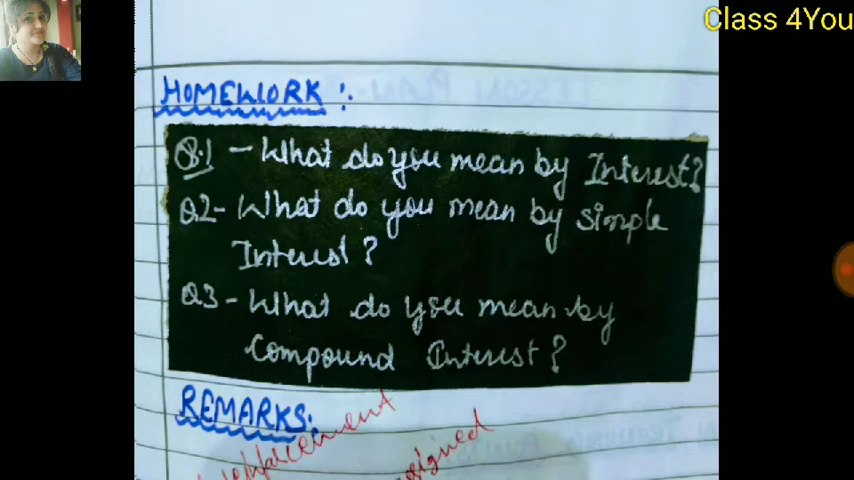 Class 4You
HOMEWORK :
Q.1 - What do you mean by Interest?
Q2 - What do you mean by simple
Interest?
Q3 - What do you mean by
compound Interest?
REMARKS.